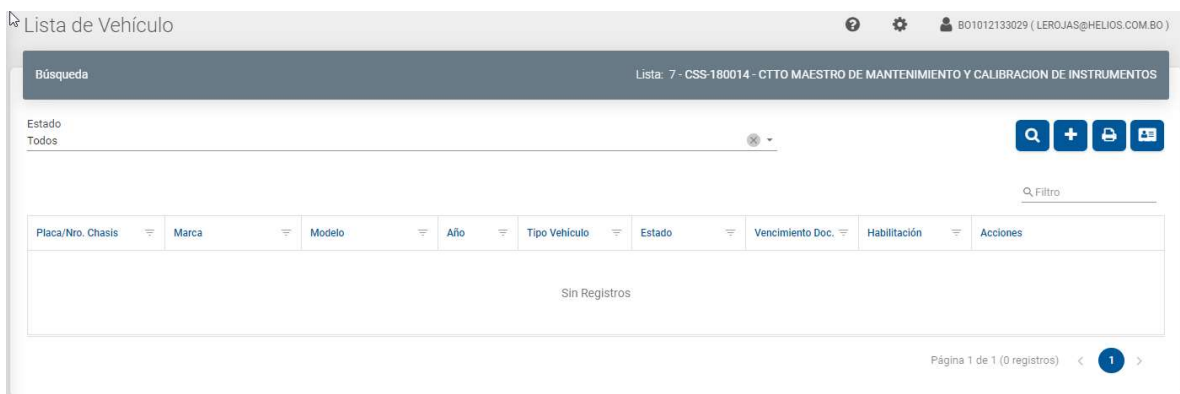 Lista de Vehículo
BO1012133029 ( LEROJAS@HELIOS.COM.BO )
Búsqueda
Lista: 7 - CSS-180014 - CTTO MAESTRO DE MANTENIMIENTO Y CALIBRACION DE INSTRUMENTOS
Estado
Todos
Filtro
Placa/Nro. Chasis Marca Modelo Año Tipo Vehículo Estado Vencimiento Doc. Habilitación Acciones
Sin Registros
Página 1 de 1 (0 registros) < 1 >